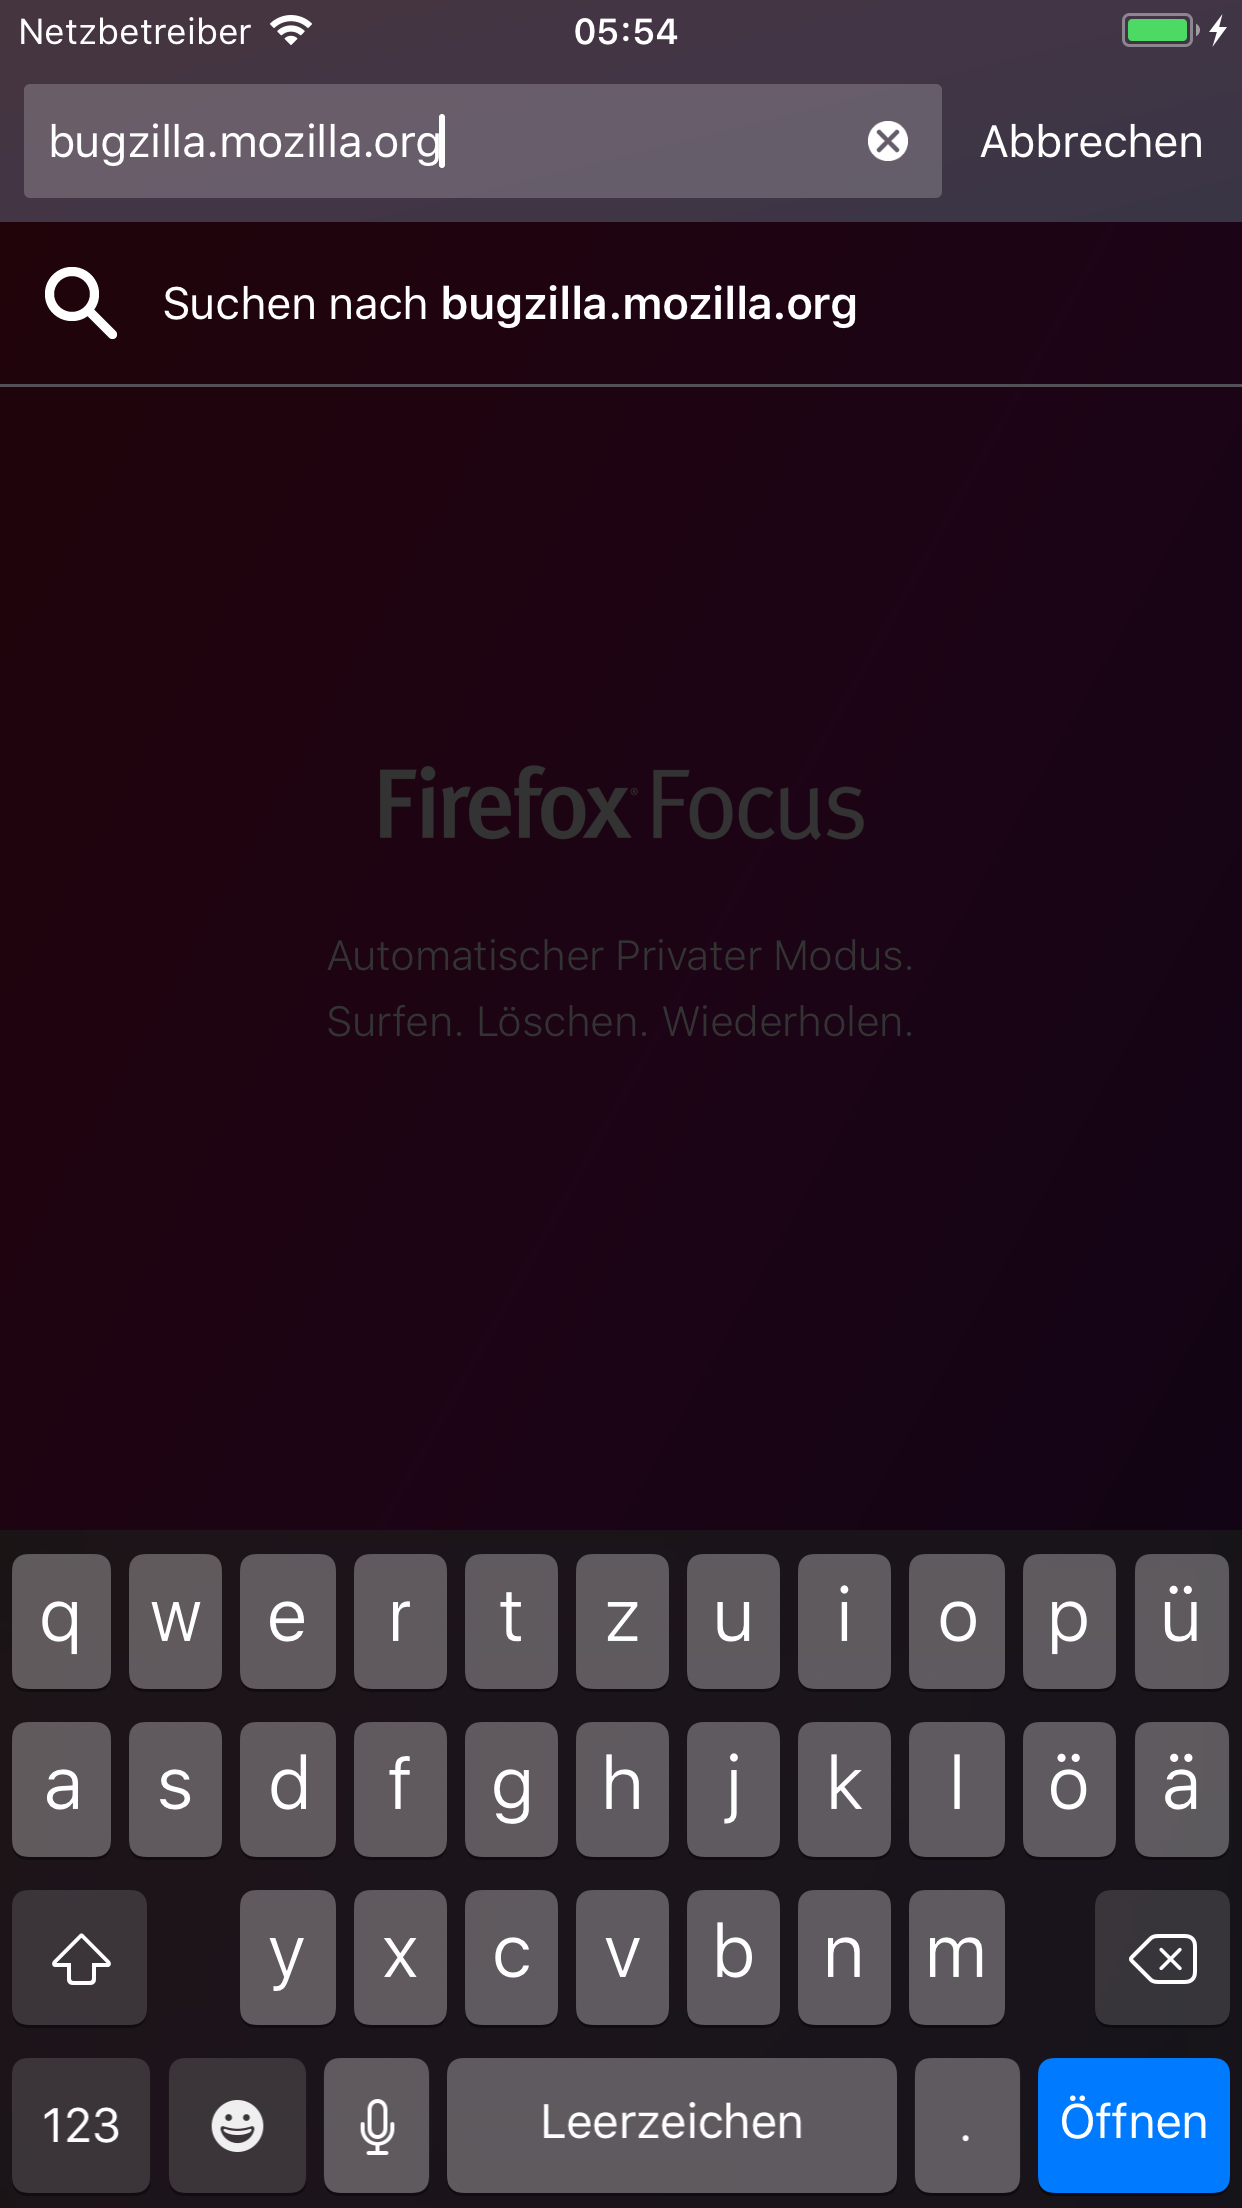 Netzbetreiber 05:54
bugzilla.mozilla.org Abbrechen
Suchen nach bugzilla.mozilla.org
Firefox® Focus
Automatischer Privater Modus.
Surfen. Löschen. Wiederholen.
q w e r t z u i o p ü
a s d f g h j k l ö ä
y x c v b n m
123 Leerzeichen . Öffnen